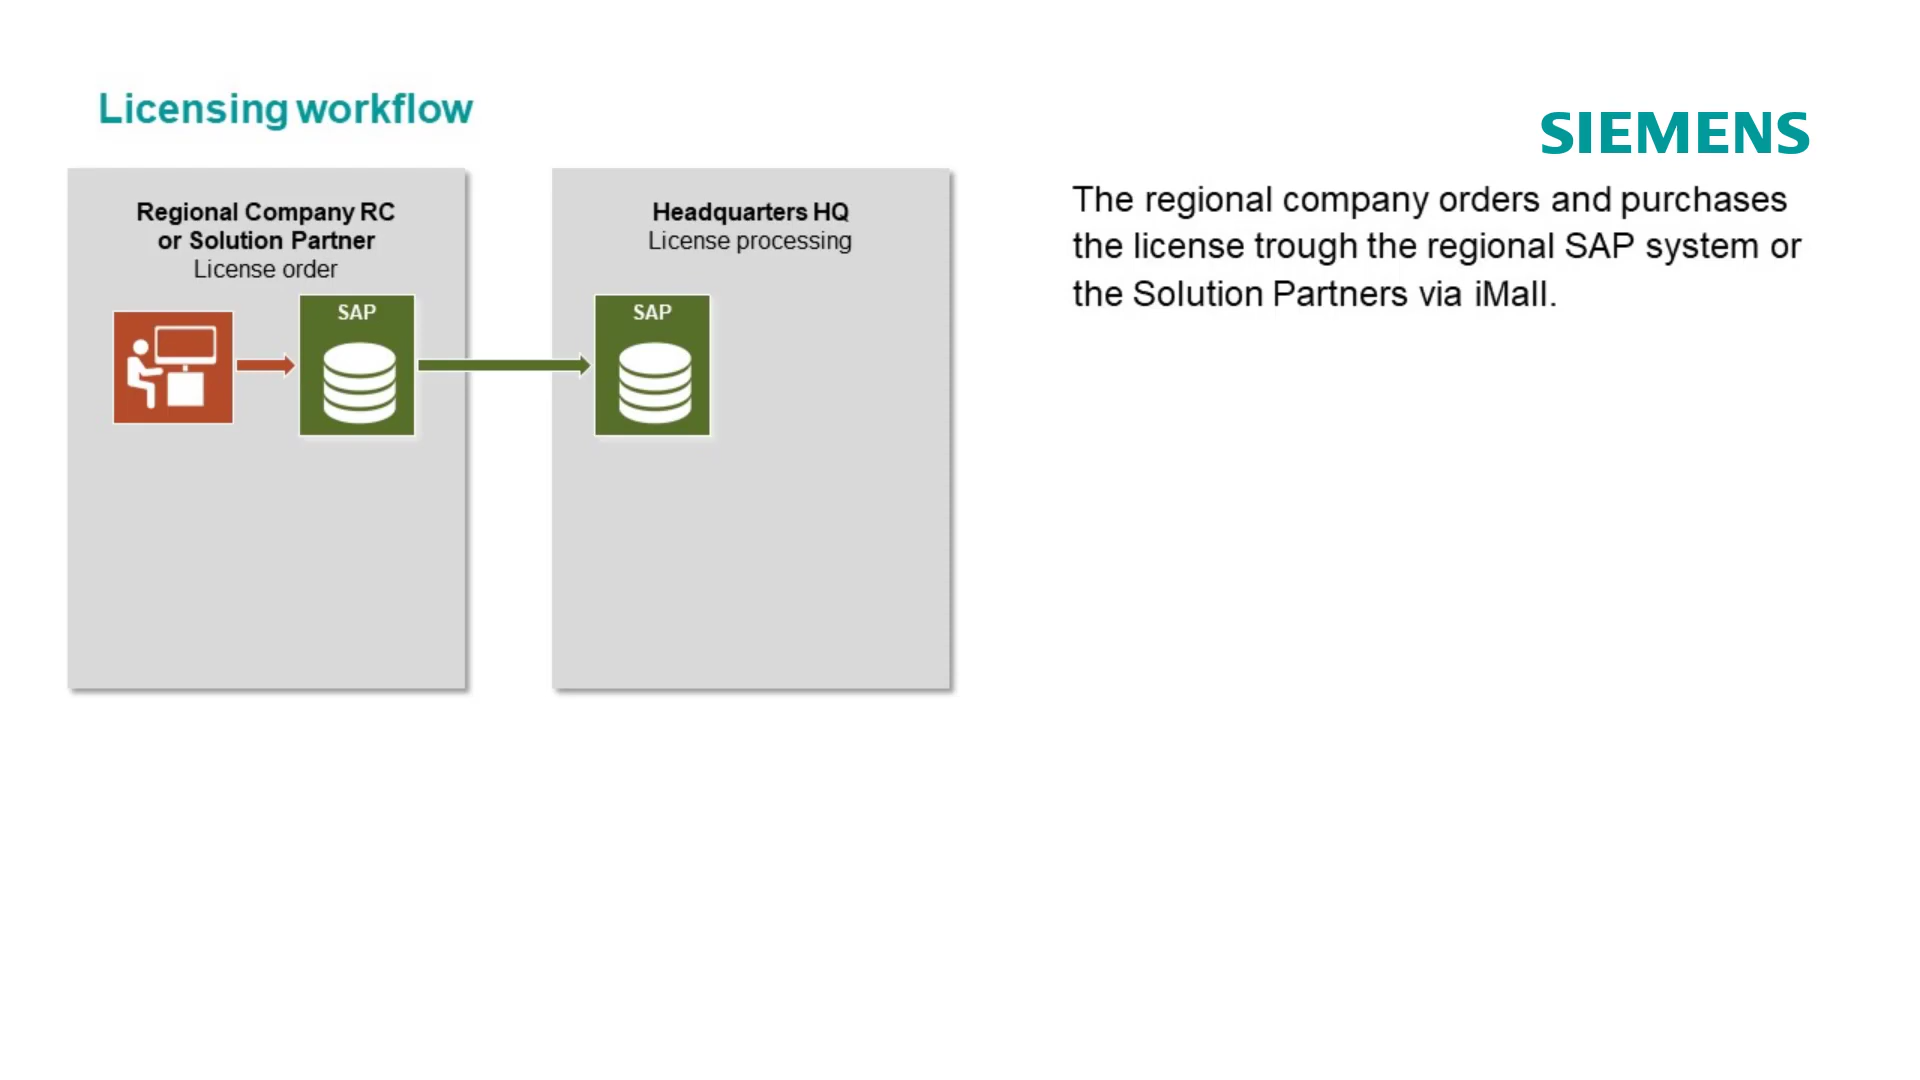 Licensing workflow
SIEMENS
Regional Company RC
or Solution Partner
License order
SAP
Headquarters HQ
License processing
SAP
The regional company orders and purchases
the license trough the regional SAP system or
the Solution Partners via iMall.